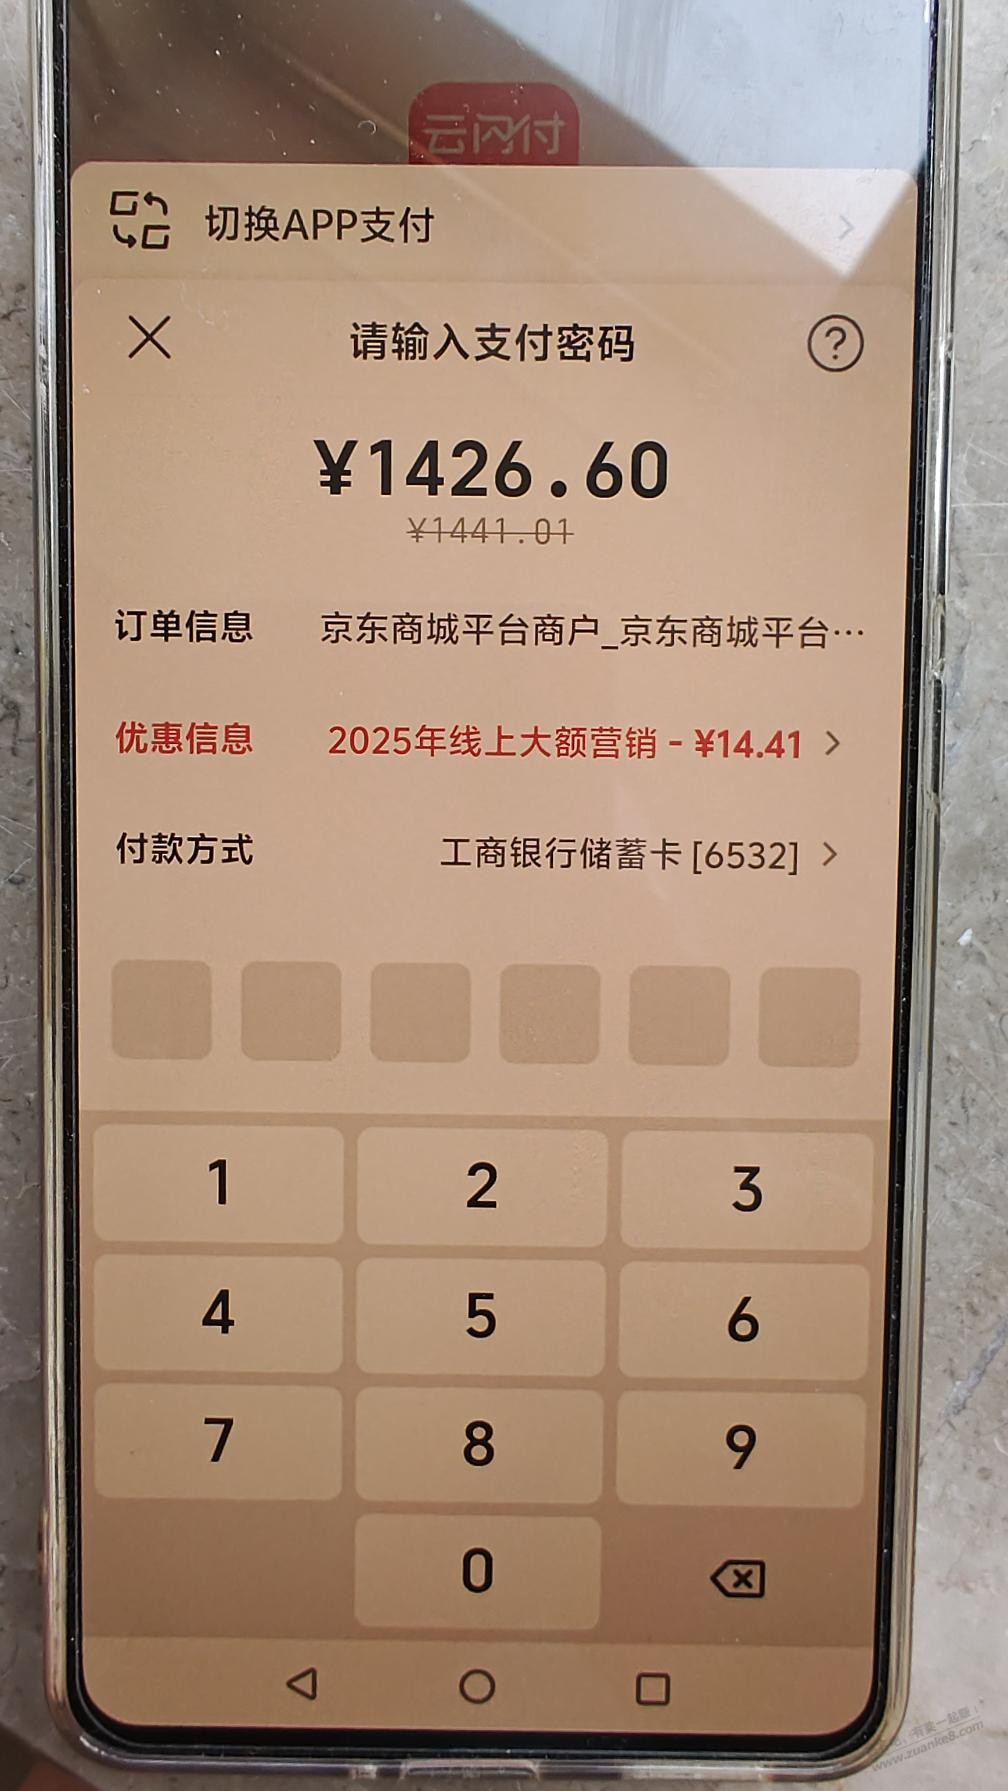 云闪付
切换APP支付
请输入支付密码
¥1426.60
¥1441.01
订单信息 京东商城平台商户_京东商城平台…
优惠信息 2025年线上大额营销 - ¥14.41
付款方式 工商银行储蓄卡 [6532]
1 2 3
4 5 6
7 8 9
0
www.zuanke8.com